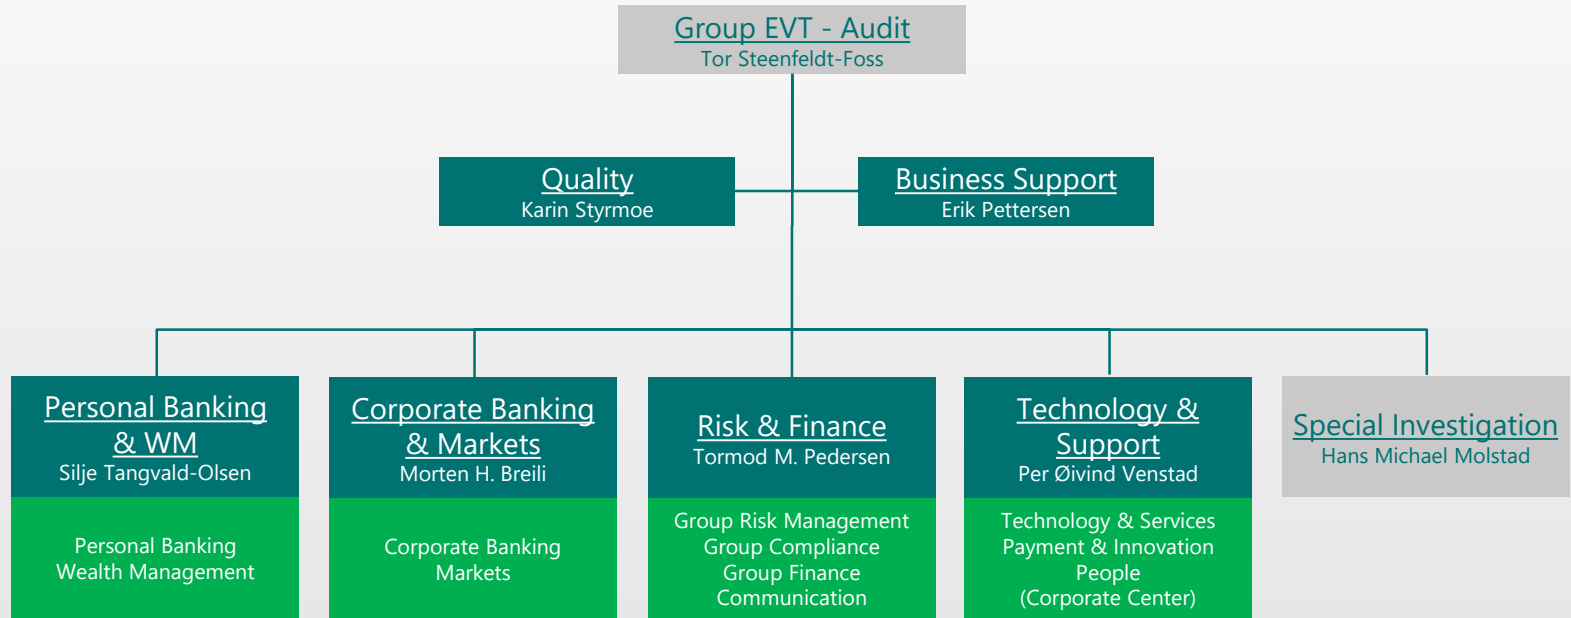 Group EVT - Audit
Tor Steenfeldt-Foss
Quality
Karin Styrmoe
Business Support
Erik Pettersen
Personal Banking
& WM
Silje Tangvald-Olsen
Personal Banking
Wealth Management
Corporate Banking
& Markets
Morten H. Breili
Corporate Banking
Markets
Risk & Finance
Tormod M. Pedersen
Group Risk Management
Group Compliance
Group Finance
Communication
Technology &
Support
Per Øivind Venstad
Technology & Services
Payment & Innovation
People
(Corporate Center)
Special Investigation
Hans Michael Molstad